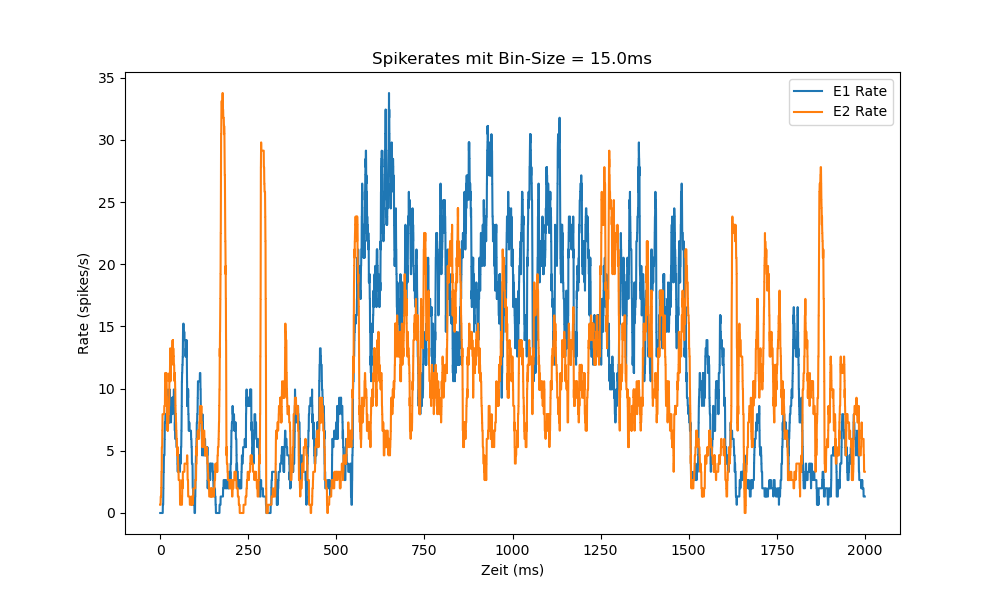 Spikerates mit Bin-Size = 15.0ms
E1 Rate
E2 Rate
Rate (spikes/s)
35
30
25
20
15
10
5
0
0 250 500 750 1000 1250 1500 1750 2000
Zeit (ms)